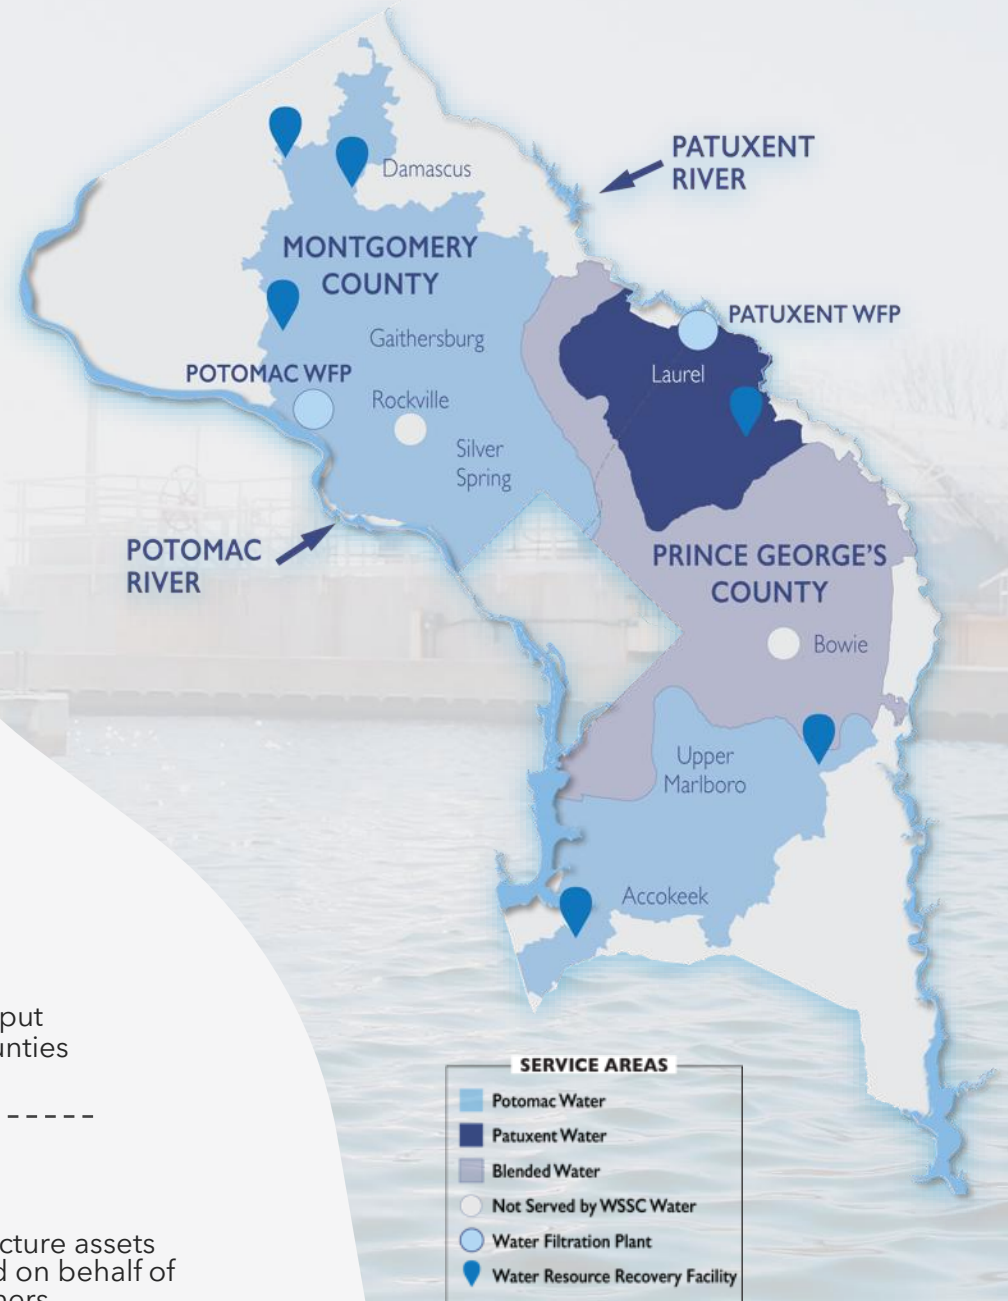 PATUXENT
RIVER
Damascus
MONTGOMERY
COUNTY
PATUXENT WFP
Gaithersburg
POTOMAC WFP
Laurel
Rockville
Silver
Spring
POTOMAC
RIVER
PRINCE GEORGE'S
COUNTY
Bowie
Upper
Marlboro
Accokeek
put
unties
cture assets
d on behalf of
SERVICE AREAS
Potomac Water
Patuxent Water
Blended Water
Not Served by WSSC Water
Water Filtration Plant
Water Resource Recovery Facility